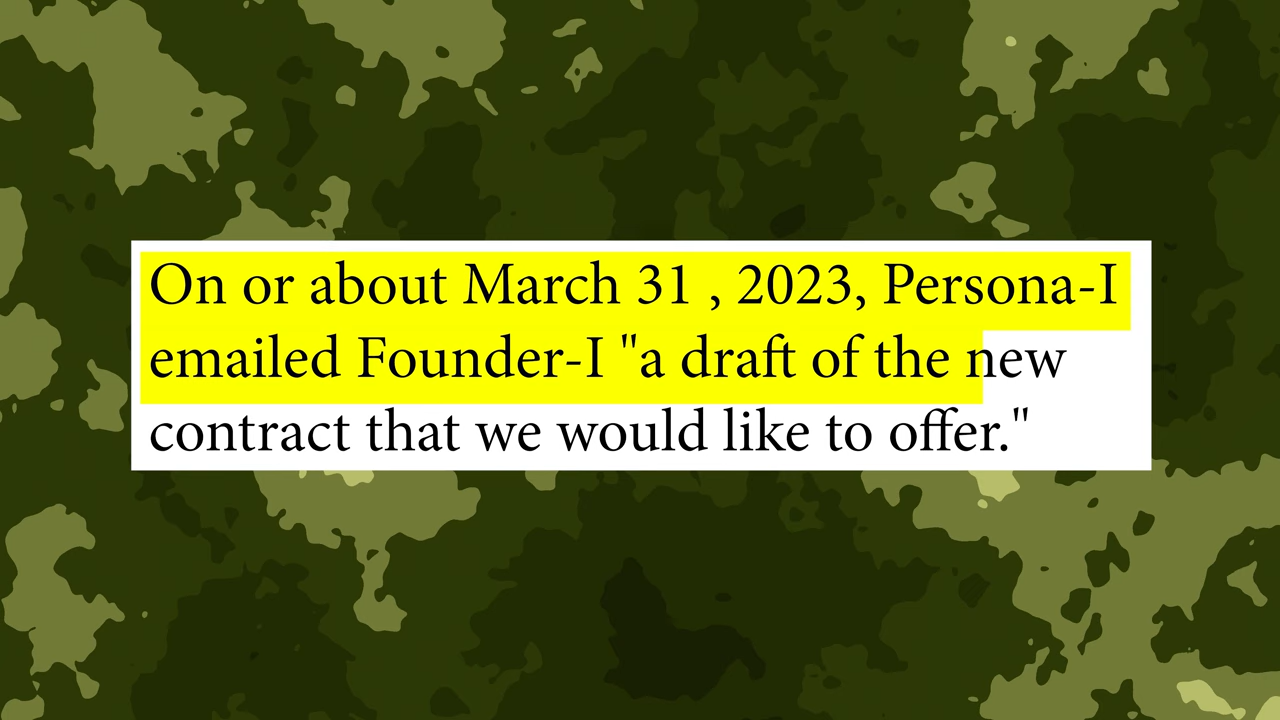 On or about March 31 , 2023, Persona-I
emailed Founder-I "a draft of the new
contract that we would like to offer."